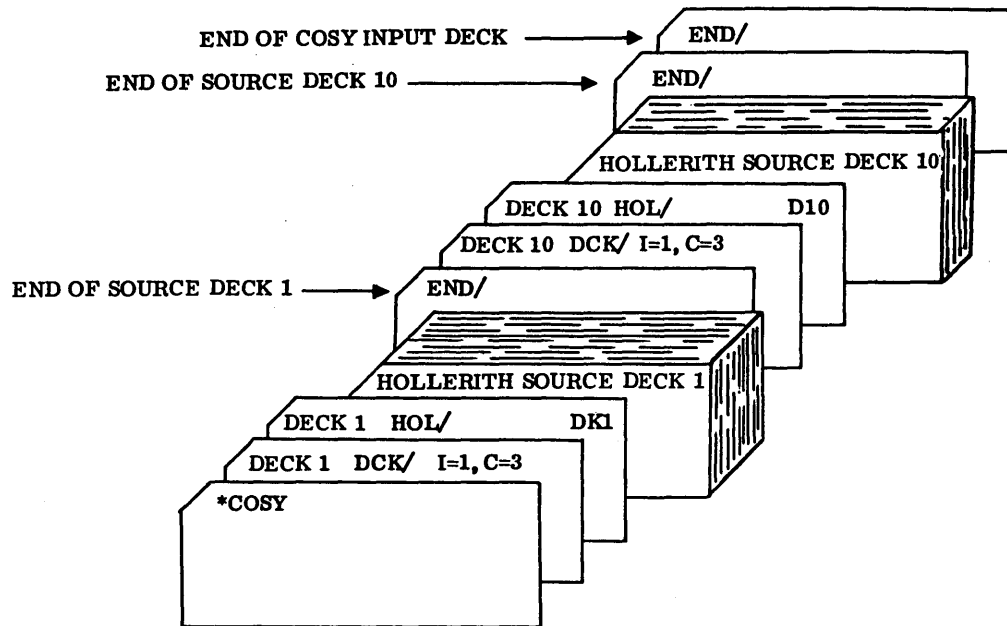 END OF COSY INPUT DECK
END/
END OF SOURCE DECK 10
END/
HOLLERITH SOURCE DECK 10
DECK 10 HOL/ D10
DECK 10 DCK/ I=1, C=3
END OF SOURCE DECK 1
END/
HOLLERITH SOURCE DECK 1
DECK 1 HOL/ DK1
DECK 1 DCK/ I=1, C=3
*COSY